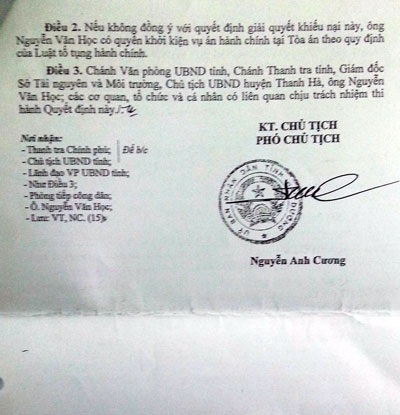 Điều 2. Nếu không đồng ý với quyết định giải quyết khiếu nại này, ông
Nguyễn Văn Học có quyền khởi kiện vụ án hành chính tại Tòa án theo quy định
của Luật tố tụng hành chính.
Điều 3. Chánh Văn phòng UBND tỉnh, Chánh Thanh tra tỉnh, Giám đốc
Sở Tài nguyên và Môi trường, Chủ tịch UBND huyện Thanh Hà, ông Nguyễn
Văn Học; các cơ quan, tổ chức và cá nhân có liên quan chịu trách nhiệm thi
hành Quyết định này./.
KT. CHỦ TỊCH
PHÓ CHỦ TỊCH
Nơi nhận:
- Thanh tra Chính phủ;
- Chủ tịch UBND tỉnh;
Để b/c
- Lãnh đạo VP UBND tỉnh;
- Như Điều 3;
- Phòng tiếp công dân;
- Ô. Nguyễn Văn Học;
- Lưu: VT, NC. (15)
ỦY BAN NHÂN DÂN TỈNH
DƯƠNG
Nguyễn Anh Cương